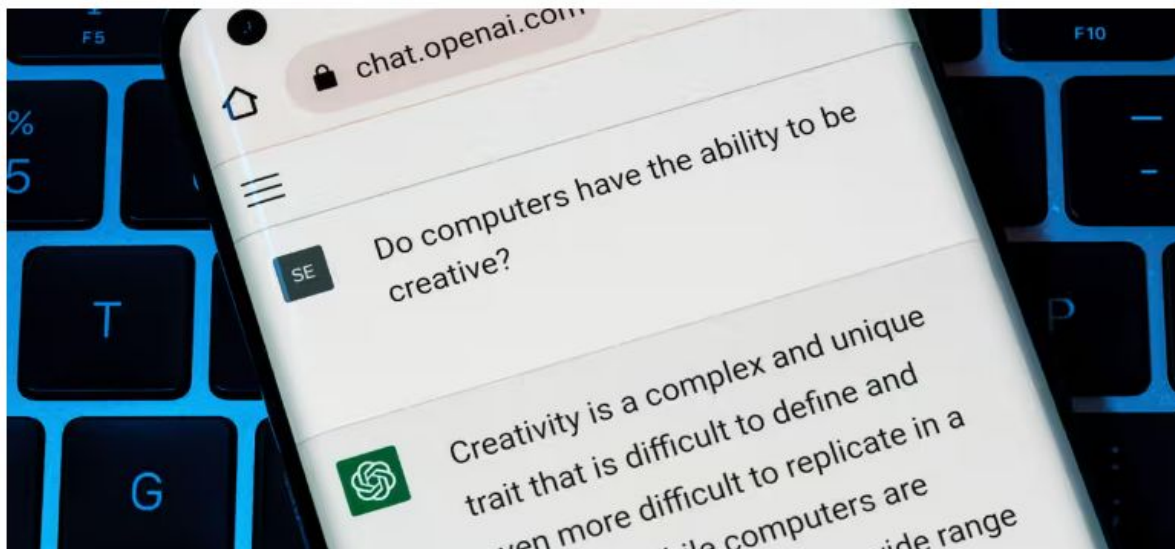 F5
F10
%
5
chat.openai.com
SE
Do computers have the ability to be
creative?
T
P
G
Creativity is a complex and unique
trait that is difficult to define and
more difficult to replicate in a
computers are
range